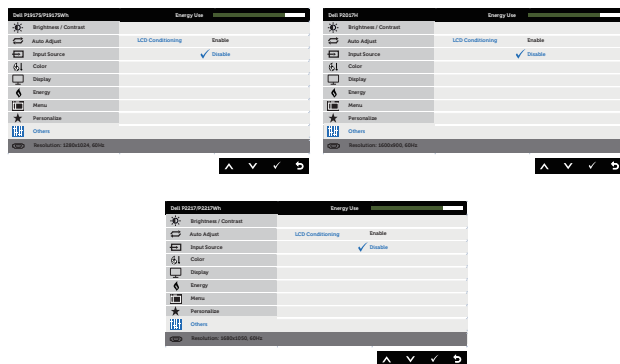 Dell P1917S/P1917SWh Energy Use
Brightness / Contrast
Auto Adjust LCD Conditioning Enable
Input Source Disable
Color
Display
Energy
Menu
Personalize
Others
Resolution: 1280x1024, 60Hz
Dell P2017H Energy Use
Brightness / Contrast
Auto Adjust LCD Conditioning Enable
Input Source Disable
Color
Display
Energy
Menu
Personalize
Others
Resolution: 1600x900, 60Hz
Dell P2217/P2217Wh Energy Use
Brightness / Contrast
Auto Adjust LCD Conditioning Enable
Input Source Disable
Color
Display
Energy
Menu
Personalize
Others
Resolution: 1680x1050, 60Hz